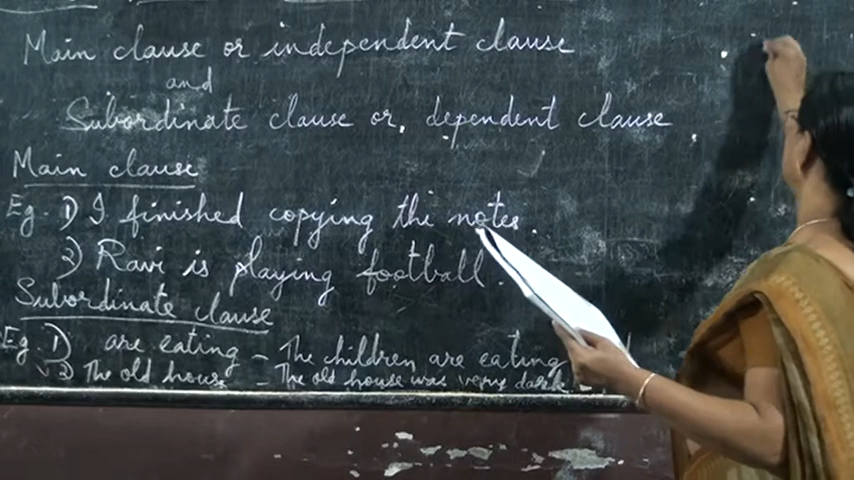 Main clause or independent clause
and
Subordinate clause or dependent clause
Main clause
Eg. 1) I finished copying the notes.
2) Ravi is playing football.
Subordinate clause
Eg. 1) are eating – The children are eating
2) The old house – The old house was very dark.